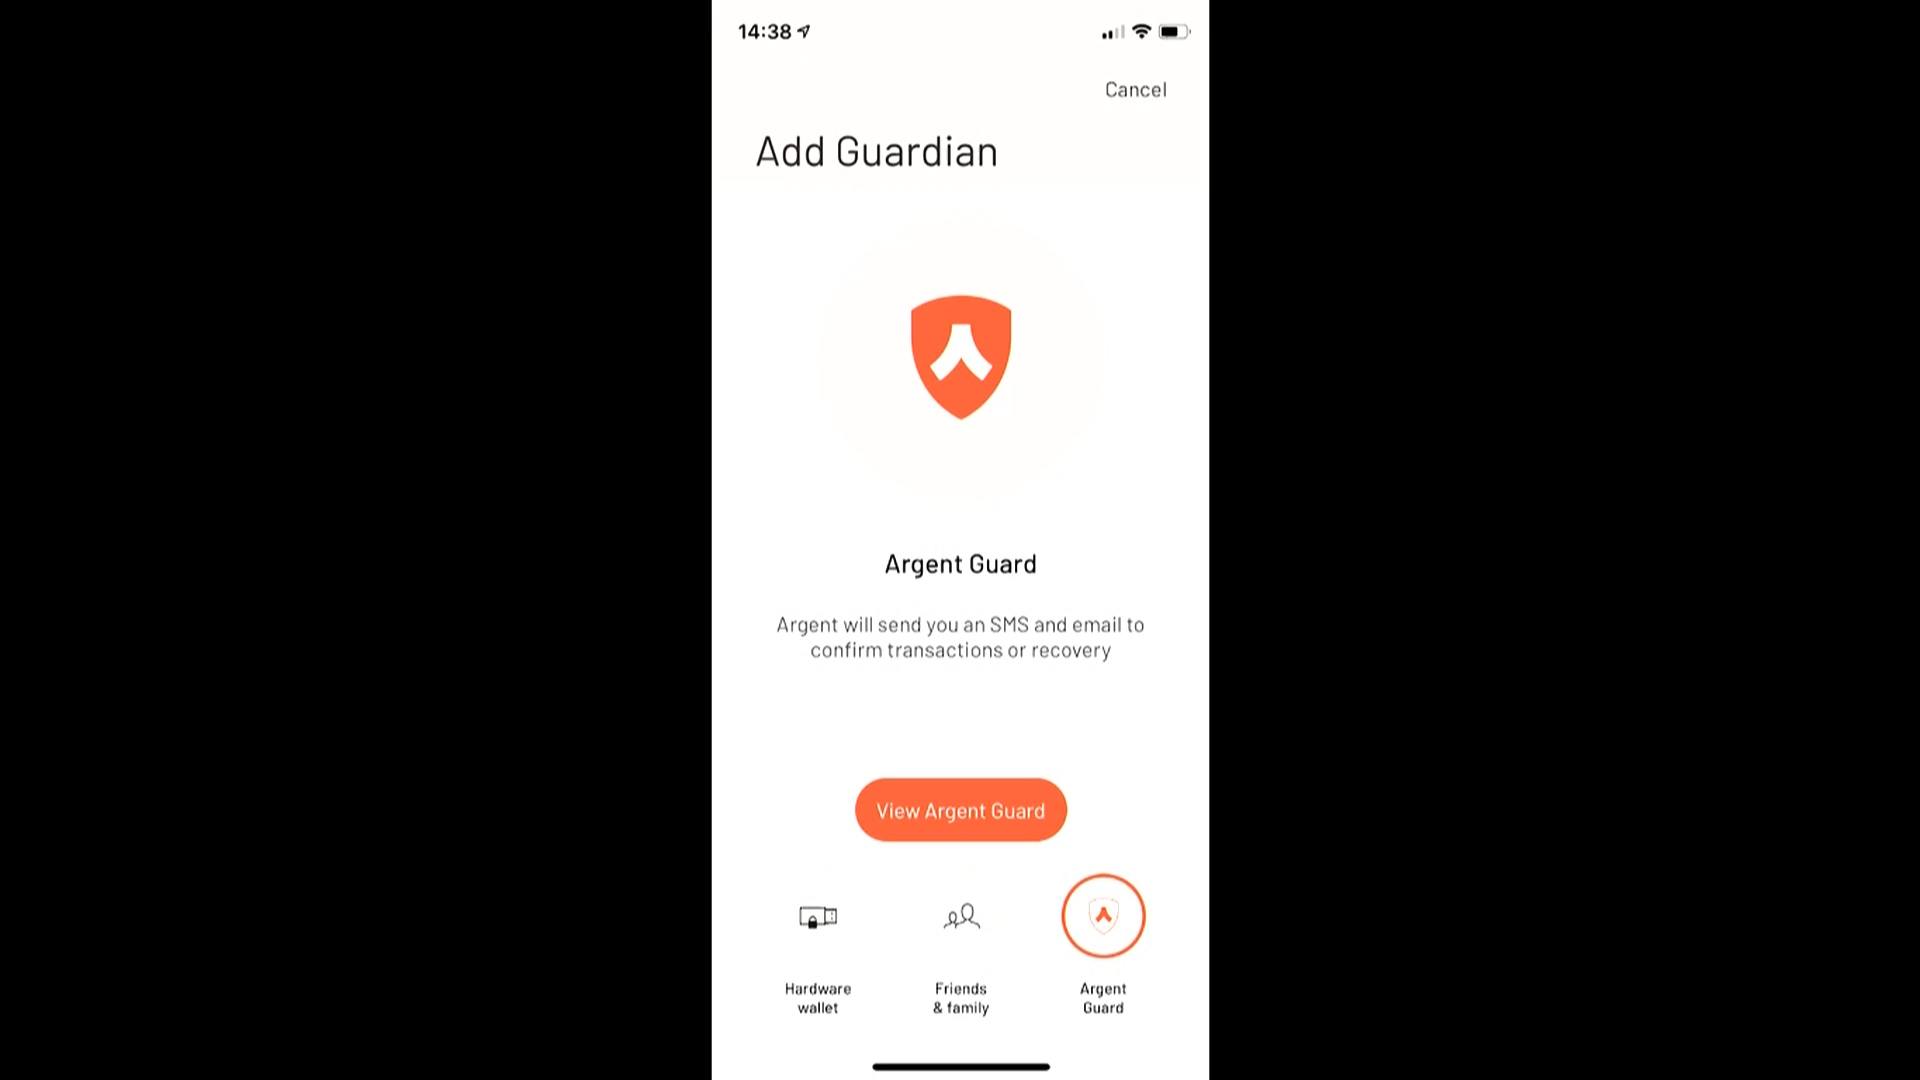 14:38
Cancel
Add Guardian
Argent Guard
Argent will send you an SMS and email to
confirm transactions or recovery
View Argent Guard
Hardware
wallet
Friends
& family
Argent
Guard